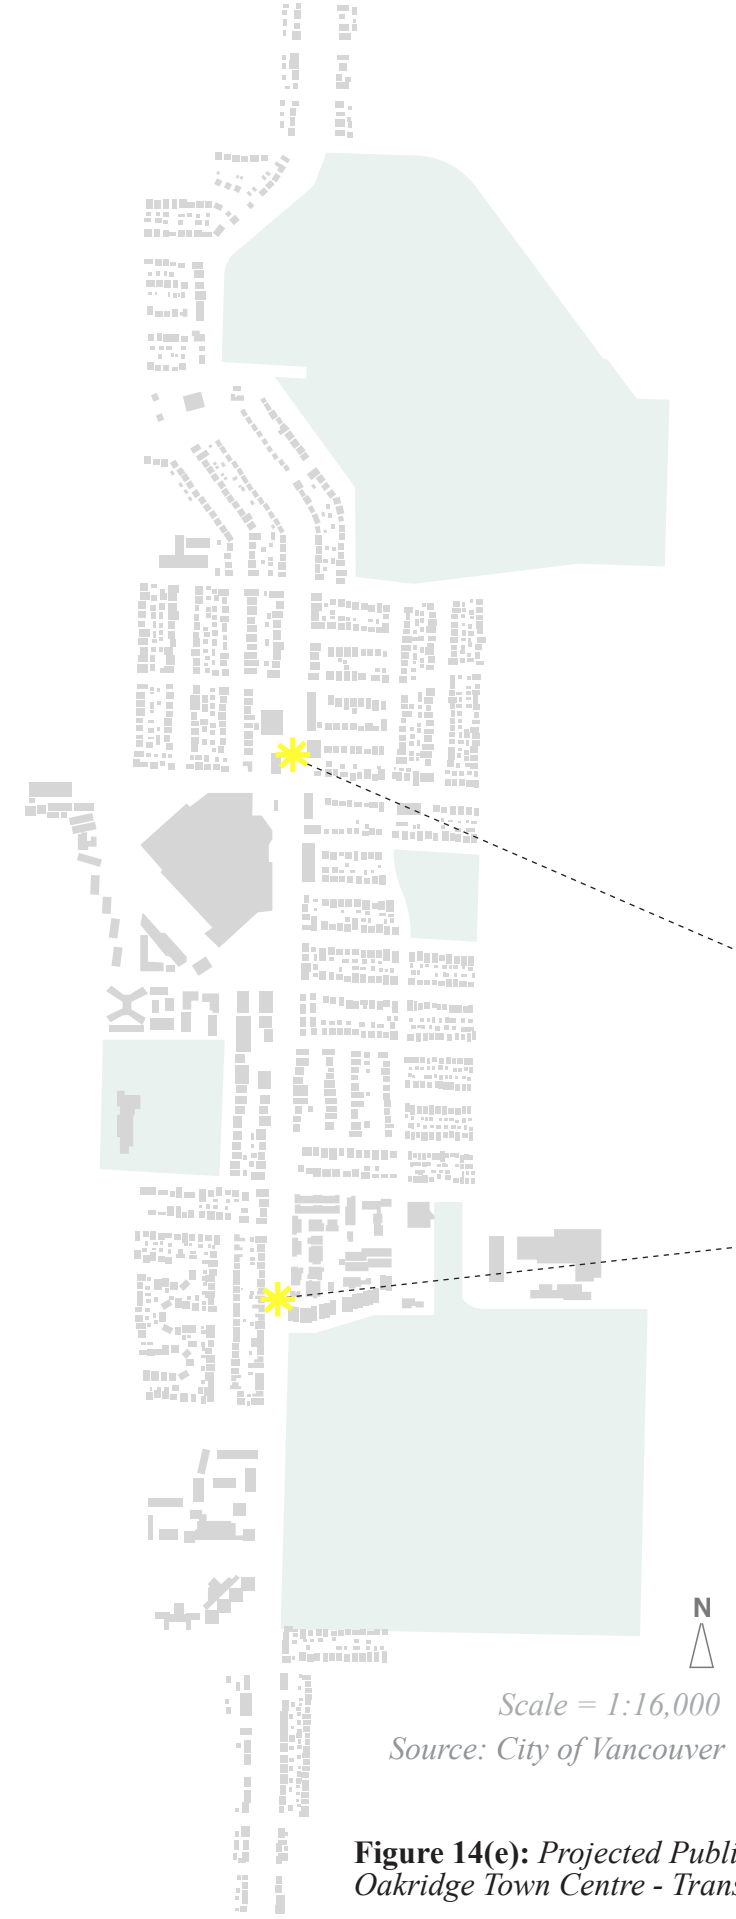 N
Scale = 1:16,000
Source: City of Vancouver
Figure 14(e): Projected Publi
Oakridge Town Centre - Trans